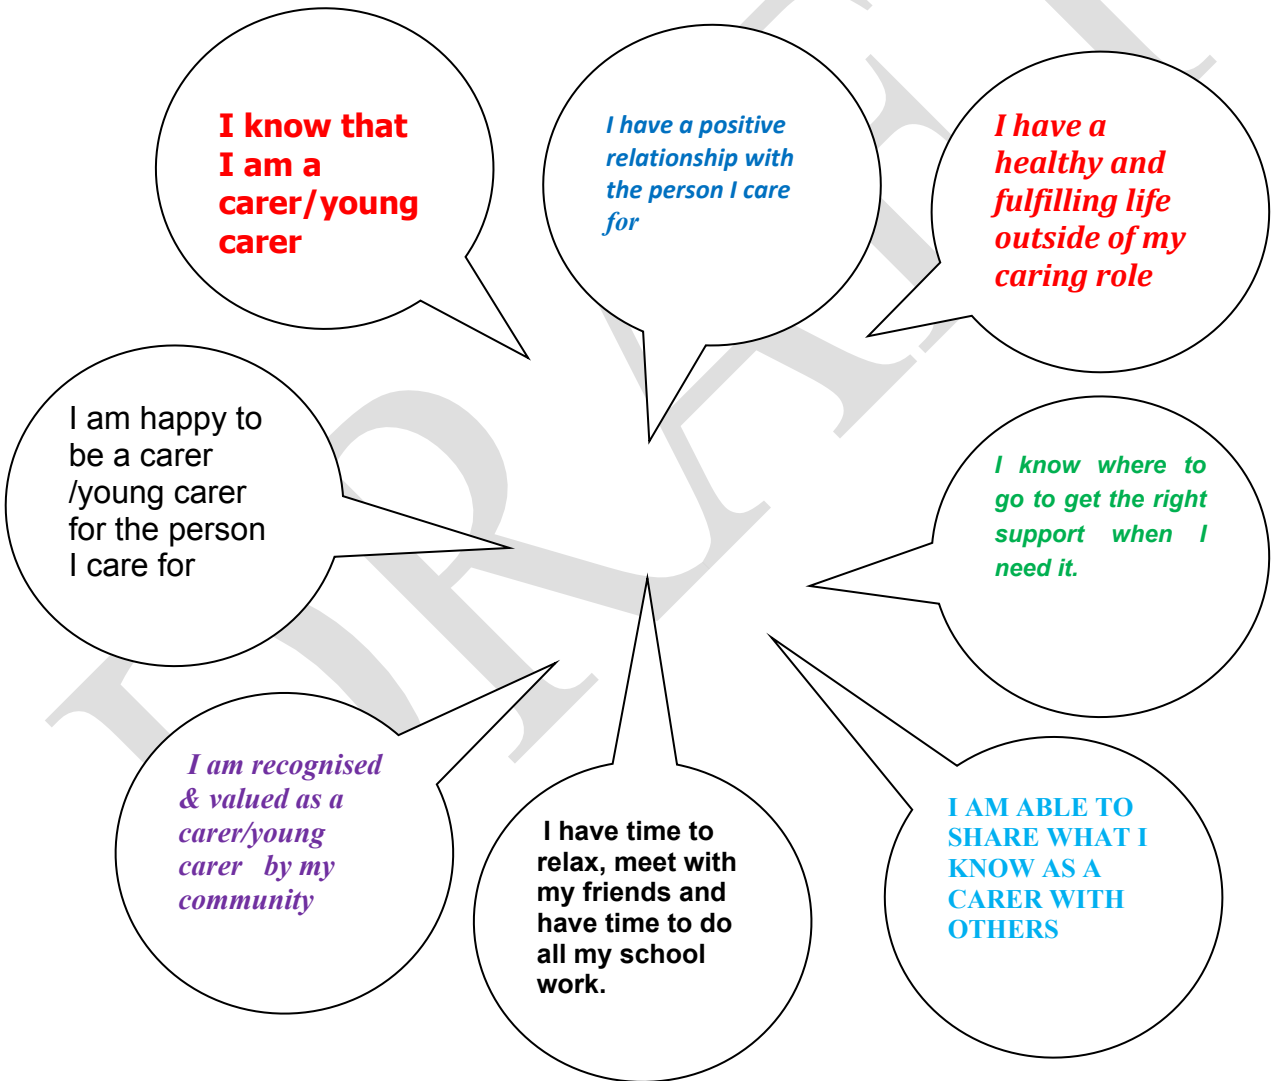 I know that
I am a
carer/young
carer
I have a positive
relationship with
the person I care
for
I have a
healthy and
fulfilling life
outside of my
caring role
I am happy to
be a carer
/young carer
for the person
I care for
I know where to
go to get the right
support when I
need it.
I am recognised
& valued as a
carer/young
carer by my
community
I have time to
relax, meet with
my friends and
have time to do
all my school
work.
I AM ABLE TO
SHARE WHAT I
KNOW AS A
CARER WITH
OTHERS
DRAFT